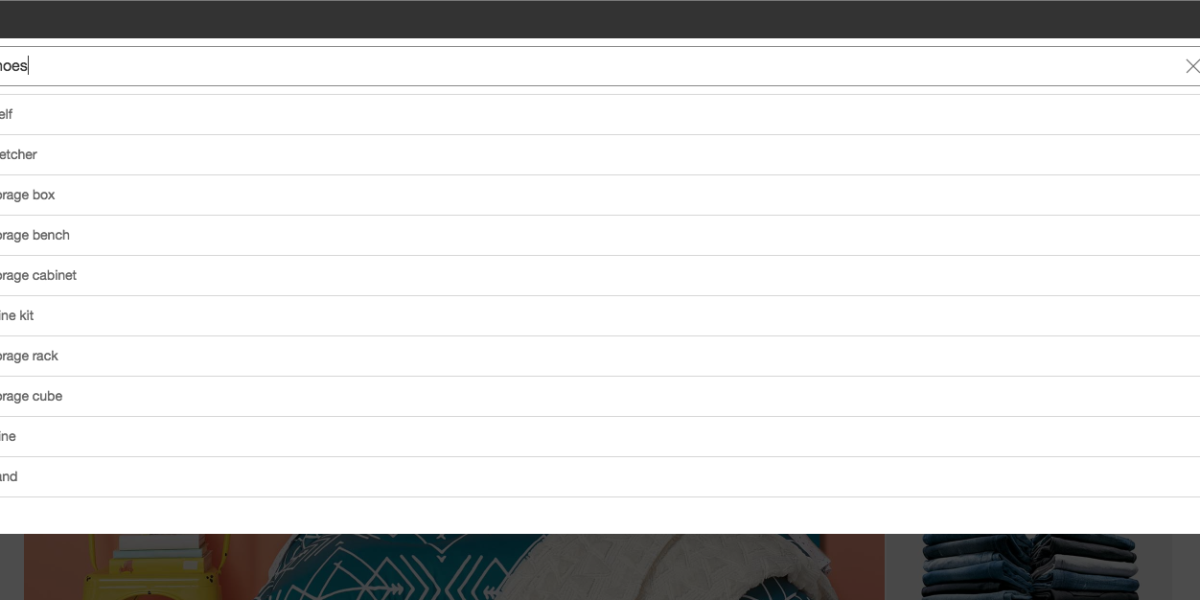 hoes
elf
etcher
orage box
orage bench
orage cabinet
ine kit
orage rack
orage cube
ine
and